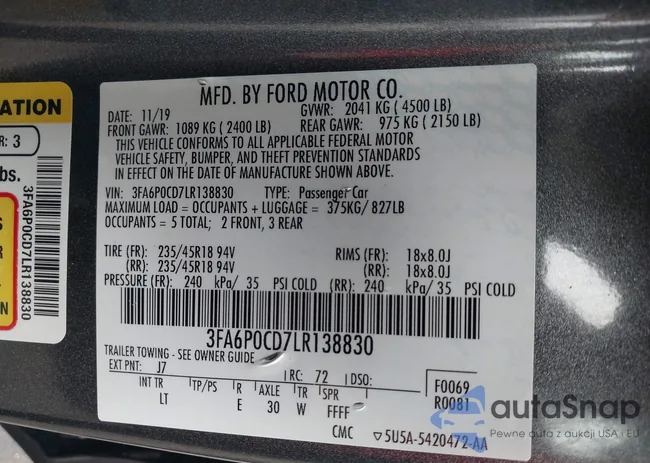 MFD. BY FORD MOTOR CO.
DATE: 11/19 GVWR: 2041 KG ( 4500 LB)
FRONT GAWR: 1089 KG ( 2400 LB) REAR GAWR: 975 KG ( 2150 LB)
THIS VEHICLE CONFORMS TO ALL APPLICABLE FEDERAL MOTOR
VEHICLE SAFETY, BUMPER, AND THEFT PREVENTION STANDARDS
IN EFFECT ON THE DATE OF MANUFACTURE SHOWN ABOVE.
VIN: 3FA6P0CD7LR138830 TYPE: Passenger Car
MAXIMUM LOAD = OCCUPANTS + LUGGAGE = 375KG/ 827LB
OCCUPANTS = 5 TOTAL; 2 FRONT, 3 REAR
TIRE (FR): 235/45R18 94V RIMS (FR): 18x8.0J
(RR): 235/45R18 94V (RR): 18x8.0J
PRESSURE (FR): 240 kPa/ 35 PSI COLD (RR): 240 kPa/ 35 PSI COLD
3FA6P0CD7LR138830
TRAILER TOWING - SEE OWNER GUIDE
EXT PNT: J7 RC: 72 DSO: F0069
INT TR TP/PS R AXLE TR SPR R0081
LT E 30 W FFFF
CMC ▽5U5A-5420472-AA
ATION
R: 3
bs.
S
R
R
N
3FA6P0CD7LR138830
autoSnap
Pewne auta z aukcji USA i EU